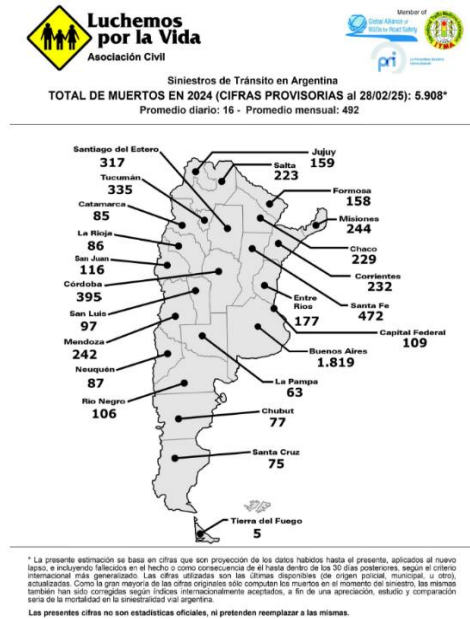 Luchemos
por la Vida
Asociación Civil
Member of
Global Alliance of
NGOs for Road Safety
pri
ITMA
Siniestros de Tránsito en Argentina
TOTAL DE MUERTOS EN 2024 (CIFRAS PROVISORIAS al 28/02/25): 5.908*
Promedio diario: 16 - Promedio mensual: 492
Santiago del Estero
317
Jujuy
159
Salta
223
Tucumán
335
Formosa
158
Catamarca
85
Misiones
244
La Rioja
86
Chaco
229
San Juan
116
Corrientes
232
Córdoba
395
Entre
Ríos
177
Santa Fe
472
San Luis
97
Capital Federal
109
Mendoza
242
Buenos Aires
1.819
Neuquén
87
La Pampa
63
Río Negro
106
Chubut
77
Santa Cruz
75
Tierra del Fuego
5
* La presente estimación se basa en cifras que son proyección de los datos habidos hasta el presente, aplicados al nuevo
lapso, e incluyendo fallecidos en el hecho o como consecuencia de él hasta dentro de los 30 días posteriores, según el criterio
internacional más generalizado. Las cifras utilizadas son las últimas disponibles (de origen policial, municipal, u otro),
actualizadas. Como la gran mayoría de las cifras originales sólo computan los muertos en el momento del siniestro, las mismas
también han sido corregidas según índices internacionalmente aceptados, a fin de una apreciación, estudio y comparación
seria de la mortalidad en la siniestralidad vial argentina.
Las presentes cifras no son estadísticas oficiales, ni pretenden reemplazar a las mismas.